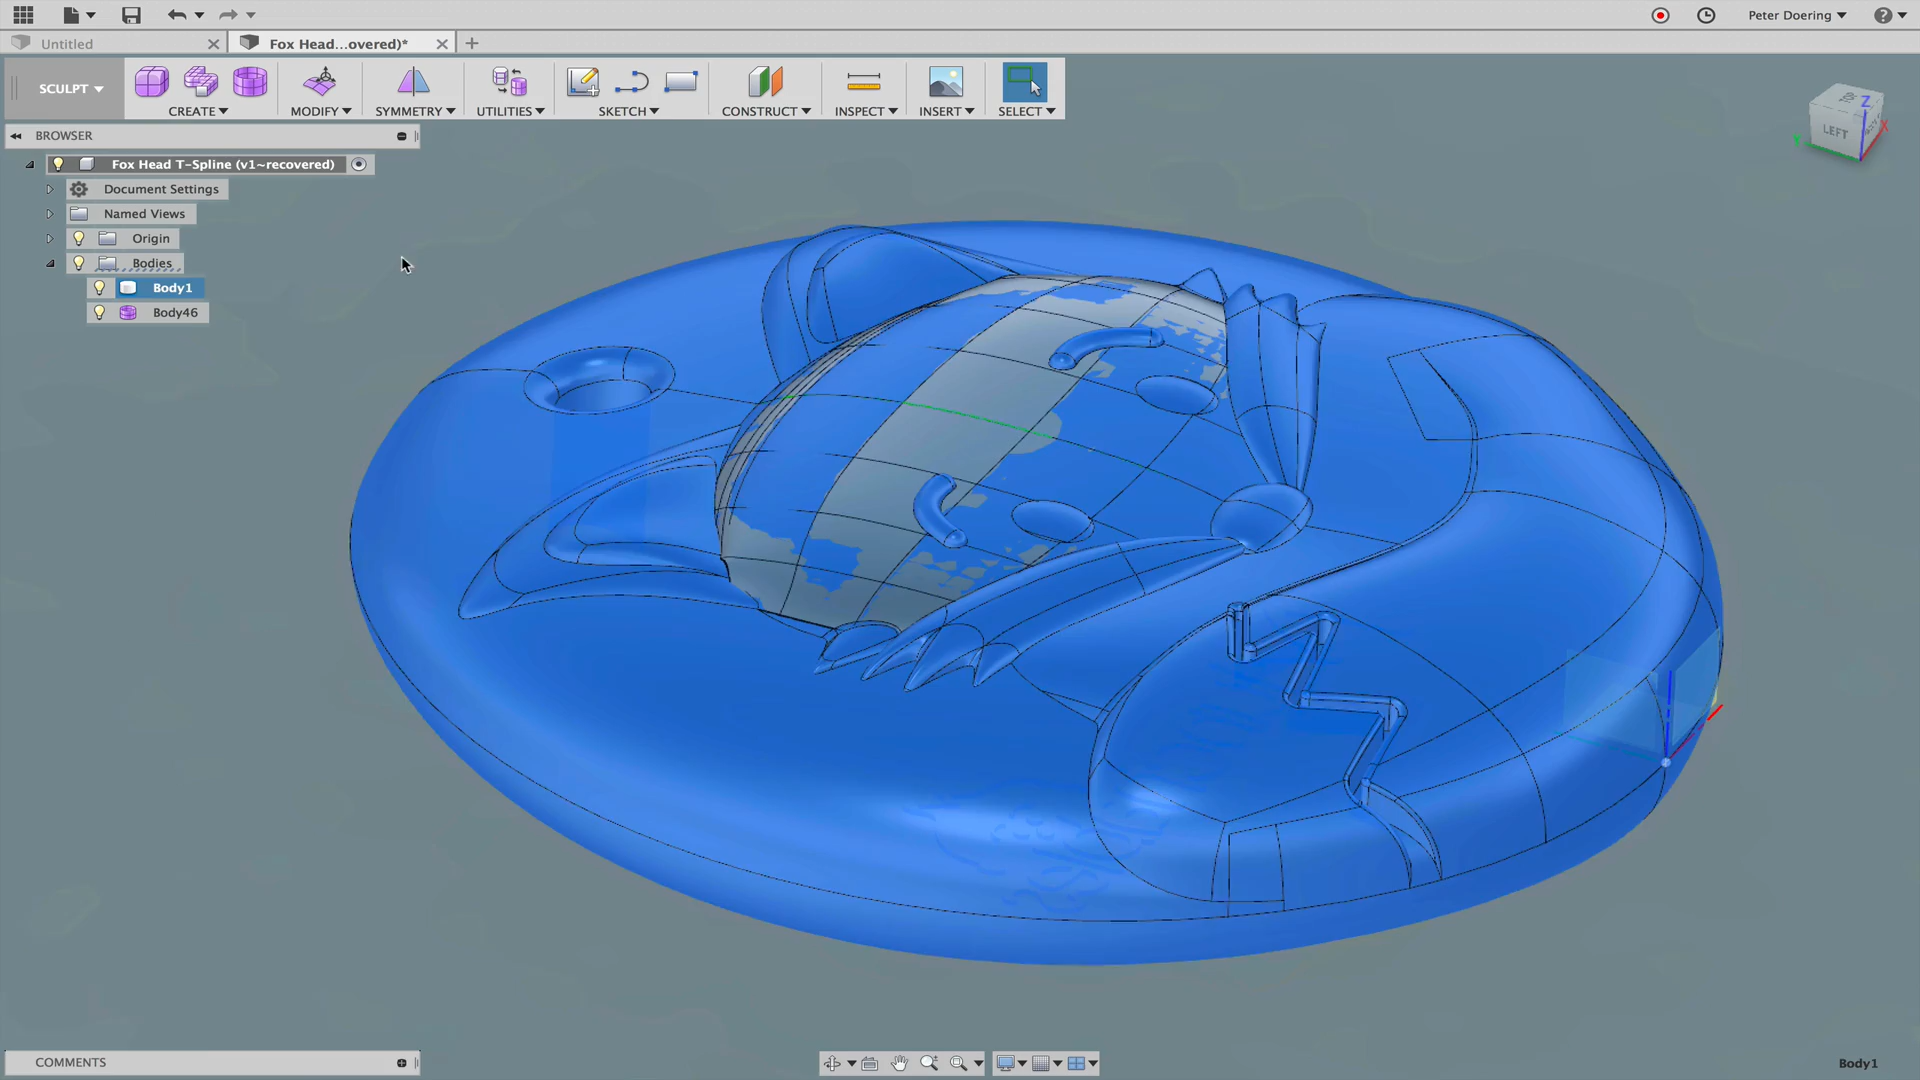 Peter Doering
Untitled
Fox Head...overed)*
SCULPT
CREATE
MODIFY
SYMMETRY
UTILITIES
SKETCH
CONSTRUCT
INSPECT
INSERT
SELECT
BROWSER
Fox Head T-Spline (v1~recovered)
Document Settings
Named Views
Origin
Bodies
Body1
Body46
Z
X
Y
LEFT
COMMENTS
Body1